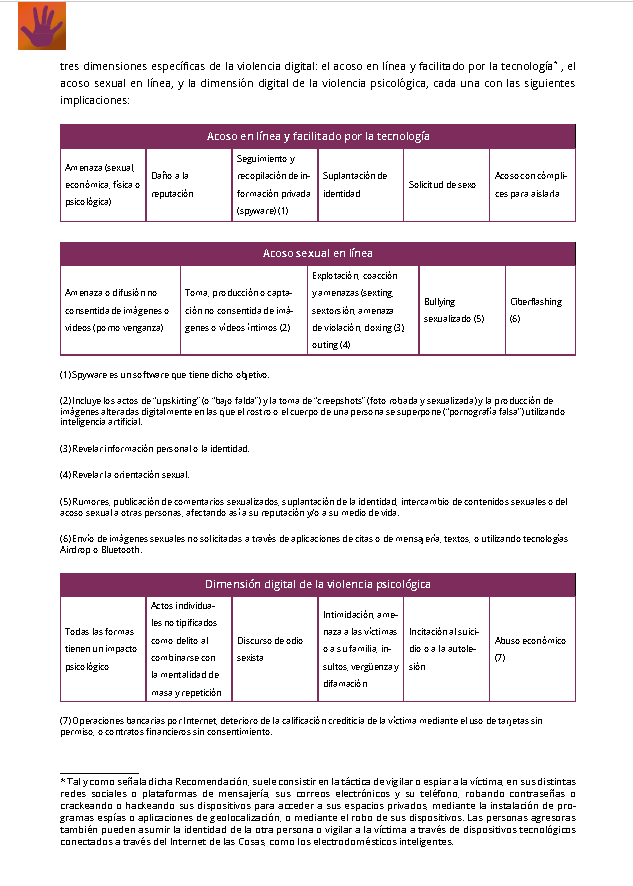 tres dimensiones específicas de la violencia digital: el acoso en línea y facilitado por la tecnología* , el
acoso sexual en línea, y la dimensión digital de la violencia psicológica, cada una con las siguientes
implicaciones:
Acoso en línea y facilitado por la tecnología
Amenaza (sexual,
económica, física o
psicológica)
Daño a la
reputación
Seguimiento y
recopilación de in-
formación privada
(spyware) (1)
Suplantación de
identidad
Solicitud de sexo
Acoso con cómpli-
ces para aislarla
Acoso sexual en línea
Amenaza o difusión no
consentida de imágenes o
videos (porno venganza)
Toma, producción o capta-
ción no consentida de imá-
genes o vídeos íntimos (2)
Explotación, coacción
y amenazas (sexting,
sextorsión, amenaza
de violación, doxing (3)
outing (4)
Bullying
sexualizado (5)
Ciberflashing
(6)
(1) Spyware es un software que tiene dicho objetivo.
(2) Incluye los actos de “upskirting” (o “bajo falda”) y la toma de “creepshots” (foto robada y sexualizada) y la producción de
imágenes alteradas digitalmente en las que el rostro o el cuerpo de una persona se superpone (“pornografía falsa”) utilizando
inteligencia artificial.
(3) Revelar información personal o la identidad.
(4) Revelar la orientación sexual.
(5) Rumores, publicación de comentarios sexualizados, suplantación de la identidad, intercambio de contenidos sexuales o del
acoso sexual a otras personas, afectando así a su reputación y/o a su medio de vida.
(6) Envío de imágenes sexuales no solicitadas a través de aplicaciones de citas o de mensajería, textos, o utilizando tecnologías
Airdrop o Bluetooth.
Dimensión digital de la violencia psicológica
Todas las formas
tienen un impacto
psicológico
Actos individua-
les no tipificados
como delito al
combinarse con
la mentalidad de
masa y repetición
Discurso de odio
sexista
Intimidación, ame-
naza a las víctimas
o a su familia, in-
sultos, vergüenza y
difamación
Incitación al suici-
dio o a la autole-
sión
Abuso económico
(7)
(7) Operaciones bancarias por Internet, deterioro de la calificación crediticia de la víctima mediante el uso de tarjetas sin
permiso, o contratos financieros sin consentimiento.
* Tal y como señala dicha Recomendación, suele consistir en la táctica de vigilar o espiar a la víctima, en sus distintas
redes sociales o plataformas de mensajería, sus correos electrónicos y su teléfono, robando contraseñas o
crackeando o hackeando sus dispositivos para acceder a sus espacios privados, mediante la instalación de pro-
gramas espías o aplicaciones de geolocalización, o mediante el robo de sus dispositivos. Las personas agresoras
también pueden asumir la identidad de la otra persona o vigilar a la víctima a través de dispositivos tecnológicos
conectados a través del Internet de las Cosas, como los electrodomésticos inteligentes.